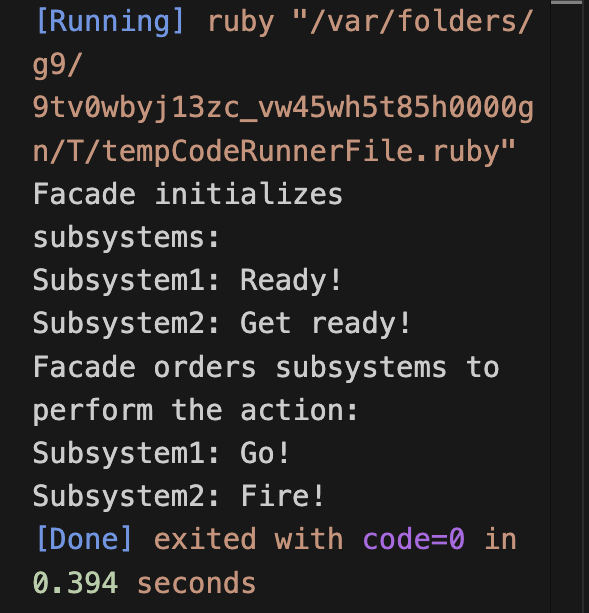 [Running] ruby "/var/folders/
g9/
9tv0wbyj13zc_vw45wh5t85h0000g
n/T/tempCodeRunnerFile.ruby"
Facade initializes
subsystems:
Subsystem1: Ready!
Subsystem2: Get ready!
Facade orders subsystems to
perform the action:
Subsystem1: Go!
Subsystem2: Fire!
[Done] exited with code=0 in
0.394 seconds